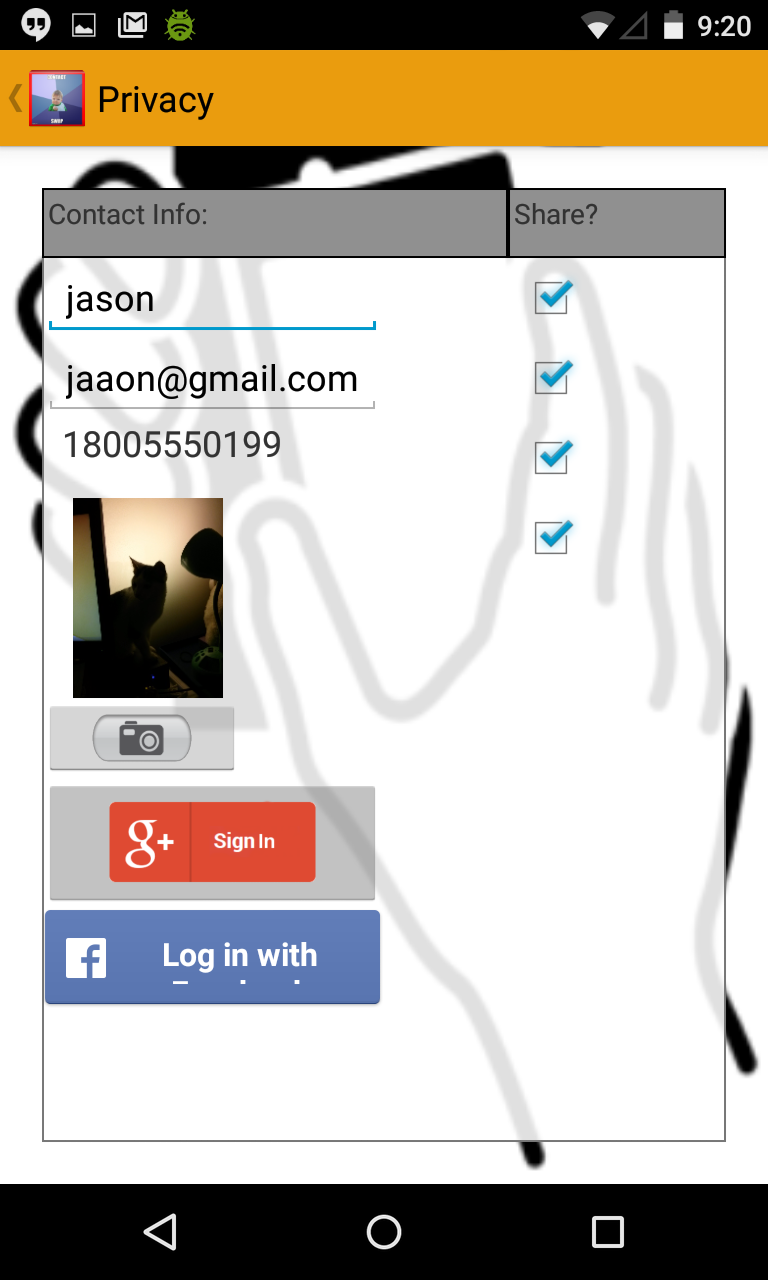 9:20
Privacy
Contact Info: Share?
jason
jaaon@gmail.com
18005550199
g+ Sign In
Log in with